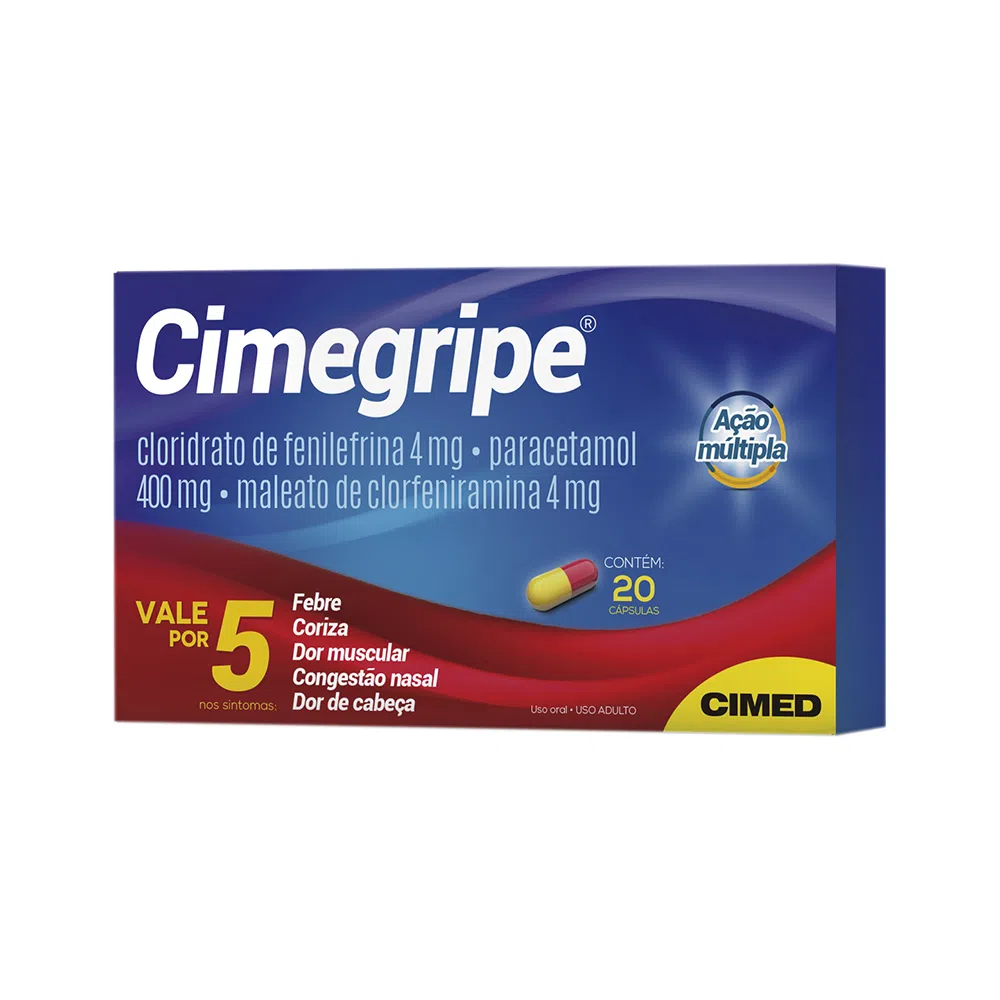 Cimegripe®
cloridrato de fenilefrina 4 mg • paracetamol
400 mg • maleato de clorfeniramina 4 mg
Ação
múltipla
CONTÉM:
20
CÁPSULAS
VALE
POR
5
nos sintomas:
Febre
Coriza
Dor muscular
Congestão nasal
Dor de cabeça
Uso oral • USO ADULTO
CIMED